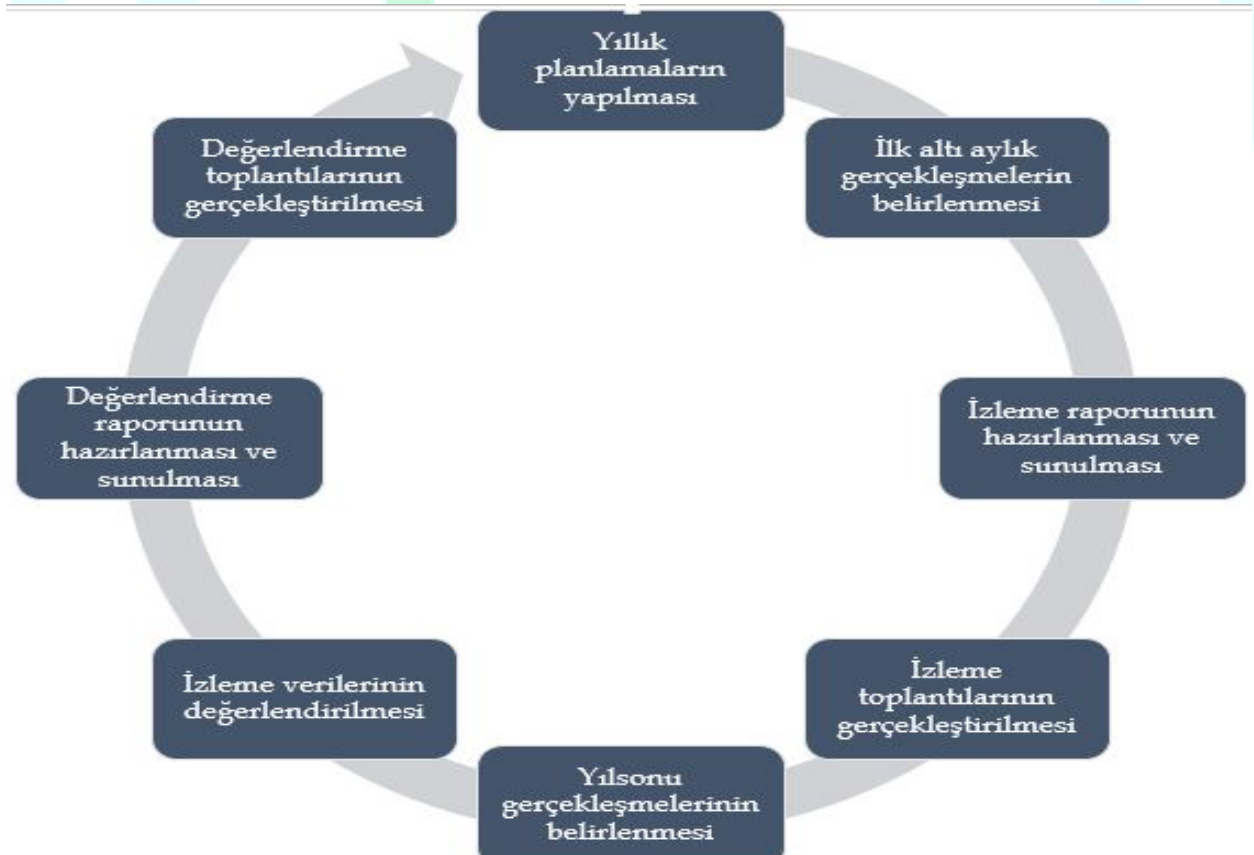 Yıllık
planlamaların
yapılması
İlk altı aylık
gerçekleşmelerin
belirlenmesi
İzleme raporunun
hazırlanması ve
sunulması
İzleme
toplantılarının
gerçekleştirilmesi
Yılsonu
gerçekleşmelerinin
belirlenmesi
İzleme verilerinin
değerlendirilmesi
Değerlendirme
raporunun
hazırlanması ve
sunulması
Değerlendirme
toplantılarının
gerçekleştirilmesi